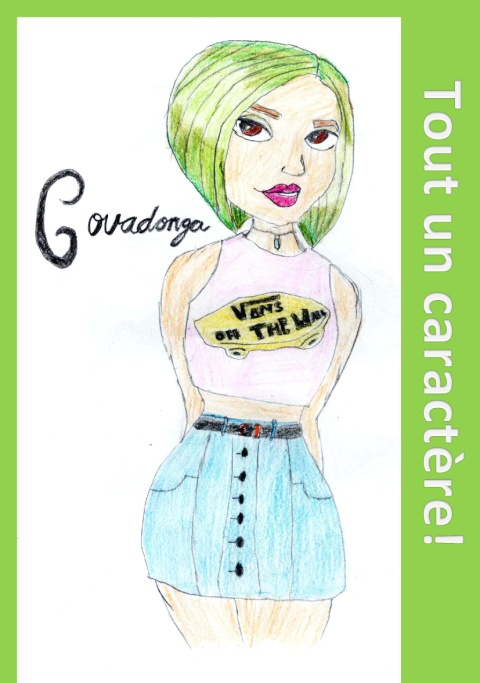 Covadonga
VANS
OFF THE WALL
Tout un caractère!